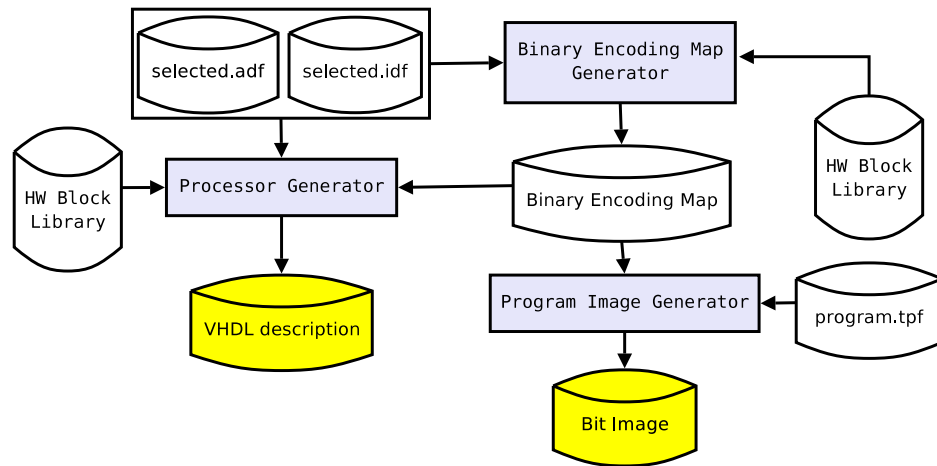 selected.adf
selected.idf
Binary Encoding Map
Generator
HW Block
Library
Processor Generator
Binary Encoding Map
HW Block
Library
VHDL description
Program Image Generator
program.tpf
Bit Image